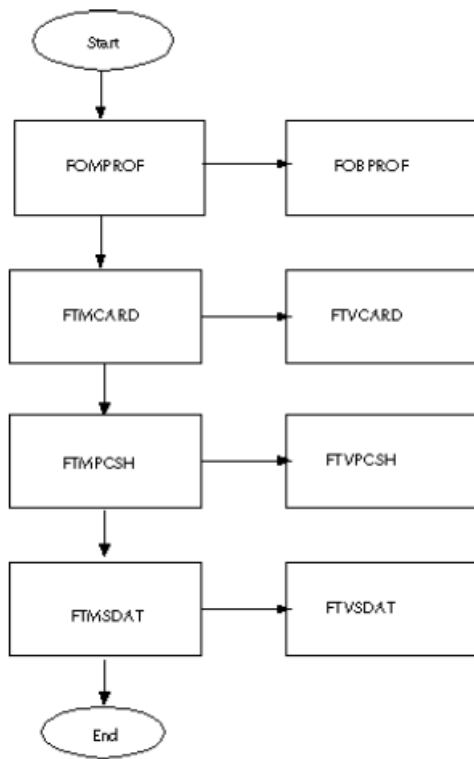 Start
FOMPROF
FOBPROF
FTMCARD
FTVCARD
FTMPCSH
FTVPCSH
FTMSDAT
FTVSDAT
End